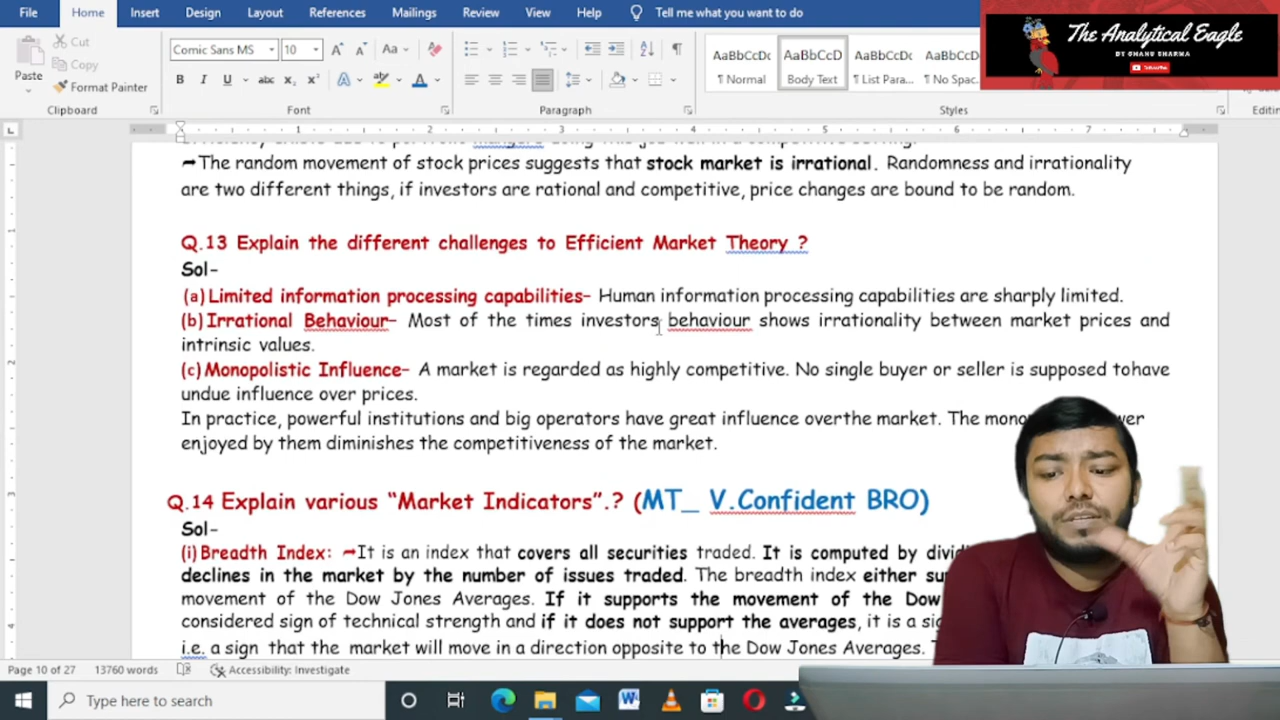 File Home Insert Design Layout References Mailings Review View Help Tell me what you want to do
The Analytical Eagle
BY CHANU SHARMA
SUBSCRIBE
Cut
Copy
Format Painter
Paste
Comic Sans MS 10
AaBbCcDc AaBbCcD AaBbCcDc AaBbCcD
Normal Body Text List Para... No Spac...
Clipboard Font Paragraph Styles Editin
➦The random movement of stock prices suggests that stock market is irrational. Randomness and irrationality
are two different things, if investors are rational and competitive, price changes are bound to be random.
Q.13 Explain the different challenges to Efficient Market Theory ?
Sol-
(a) Limited information processing capabilities- Human information processing capabilities are sharply limited.
(b) Irrational Behaviour- Most of the times investors behaviour shows irrationality between market prices and
intrinsic values.
(c) Monopolistic Influence- A market is regarded as highly competitive. No single buyer or seller is supposed tohave
undue influence over prices.
In practice, powerful institutions and big operators have great influence overthe market. The
enjoyed by them diminishes the competitiveness of the market.
Q.14 Explain various “Market Indicators”.? (MT_ V.Confident BRO)
Sol-
(i) Breadth Index: ➦It is an index that covers all securities traded. It is computed by
declines in the market by the number of issues traded. The breadth index either
movement of the Dow Jones Averages. If it supports the movement of the Dow
considered sign of technical strength and if it does not support the averages, it is a
i.e. a sign that the market will move in a direction opposite to the Dow Jones Averages.
Page 10 of 27 13760 words Accessibility: Investigate
Type here to search